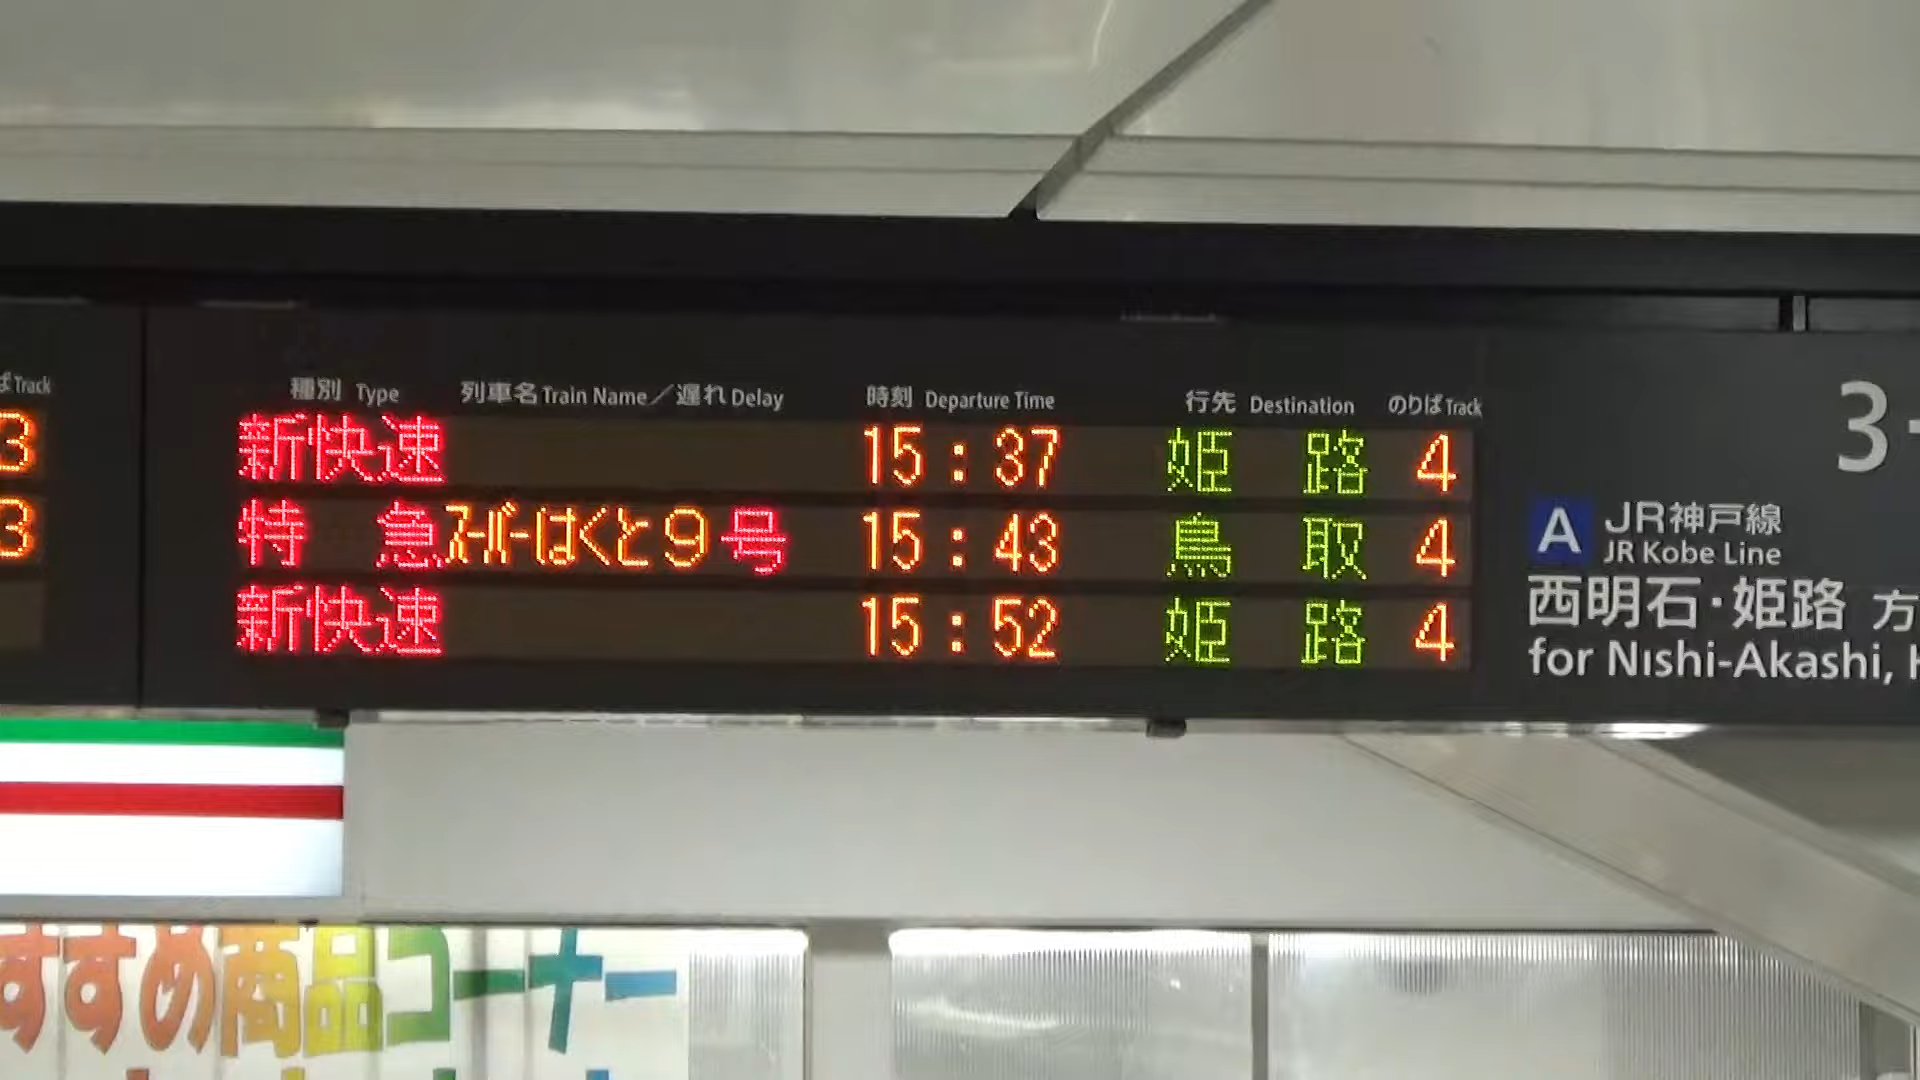 ば Track
3
3
種別 Type 列車名 Train Name／遅れ Delay 時刻 Departure Time 行先 Destination のりば Track
新快速 15:37 姫路 4
特急 スーパーはくと9号 15:43 鳥取 4
新快速 15:52 姫路 4
3
A JR神戸線
JR Kobe Line
西明石・姫路 方
for Nishi-Akashi, H
すすめ商品コーナー